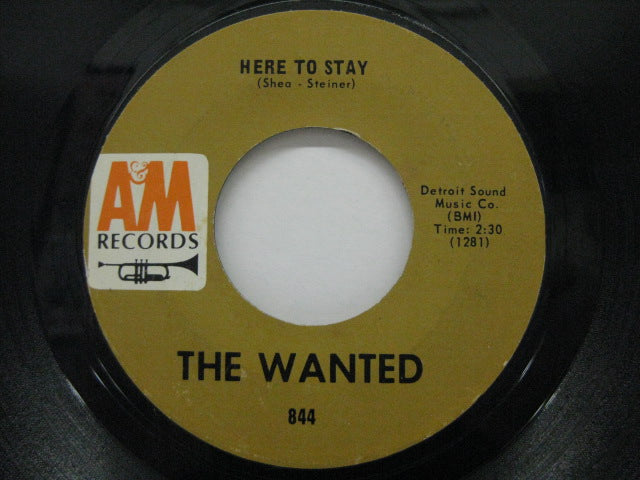 HERE TO STAY
(Shea - Steiner)
A&M
RECORDS
Detroit Sound
Music Co.
(BMI)
Time: 2:30
(1281)
THE WANTED
844